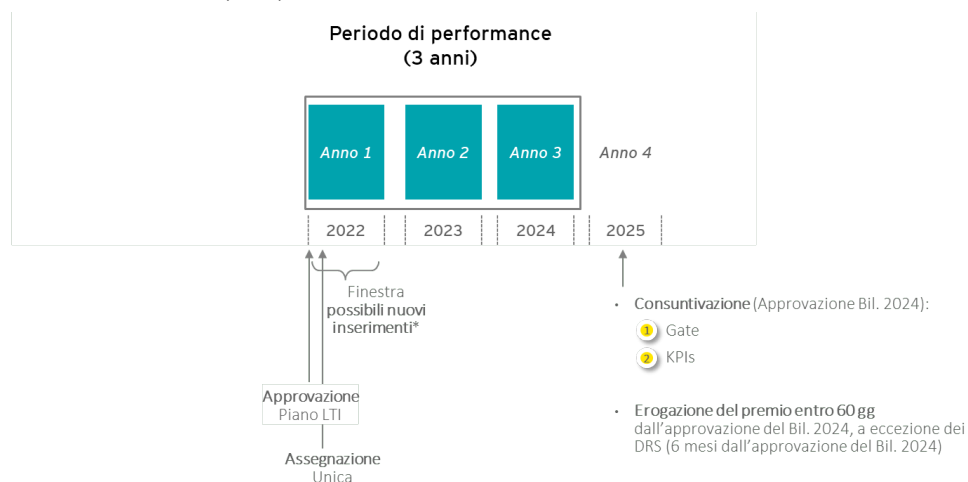 Periodo di performance
(3 anni)
Anno 1
Anno 2
Anno 3
Anno 4
2022
2023
2024
2025
Finestra
possibili nuovi
inserimenti*
Approvazione
Piano LTI
Assegnazione
Unica
• Consuntivazione (Approvazione Bil. 2024):
1 Gate
2 KPIs
• Erogazione del premio entro 60 gg
dall'approvazione del Bil. 2024, a eccezione dei
DRS (6 mesi dall'approvazione del Bil. 2024)